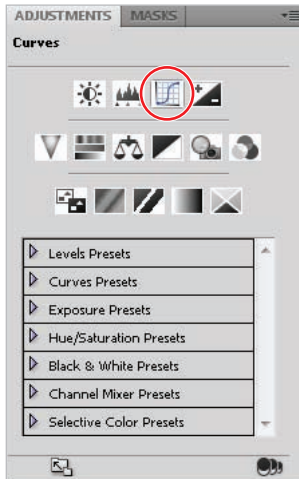 ADJUSTMENTS MASKS
Curves
Levels Presets
Curves Presets
Exposure Presets
Hue/Saturation Presets
Black & White Presets
Channel Mixer Presets
Selective Color Presets